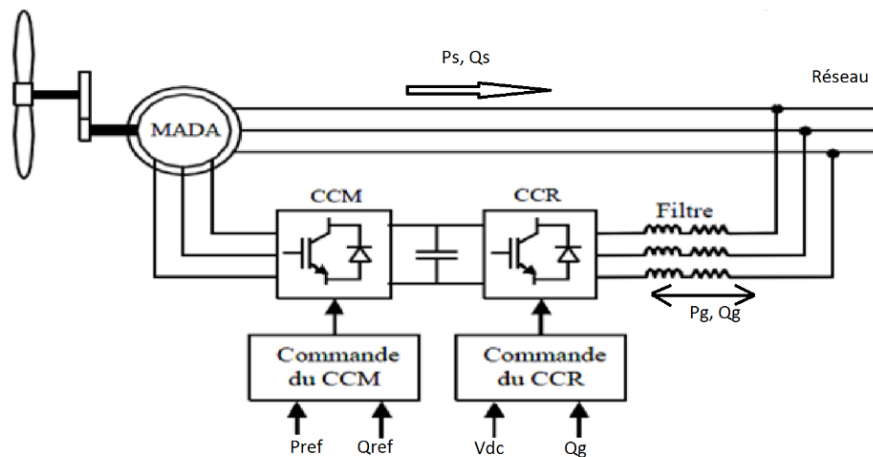 Ps, Qs
Réseau
MADA
CCM
CCR
Filtre
Pg, Qg
Commande
du CCM
Commande
du CCR
Pref
Qref
Vdc
Qg